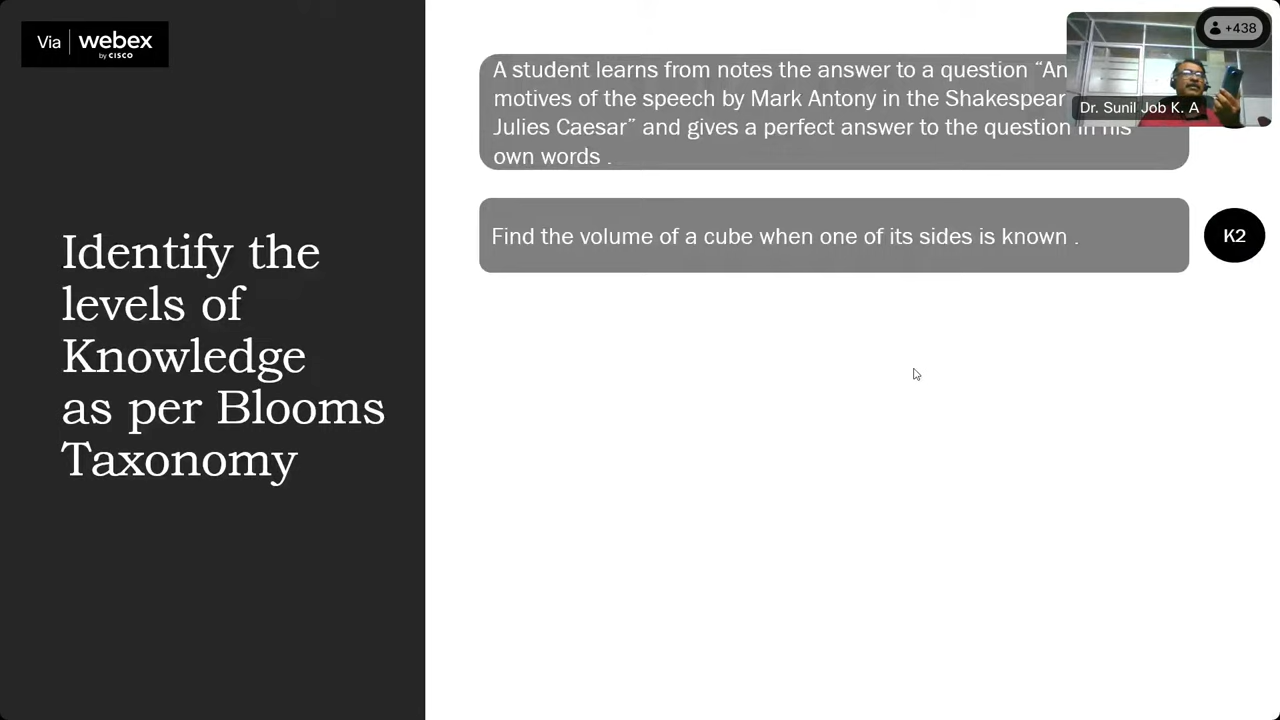 Via webex
by CISCO
+438
Dr. Sunil Job K. A
A student learns from notes the answer to a question “An
motives of the speech by Mark Antony in the Shakespear
Julies Caesar” and gives a perfect answer to the question in his
own words .
Find the volume of a cube when one of its sides is known .
K2
Identify the
levels of
Knowledge
as per Blooms
Taxonomy